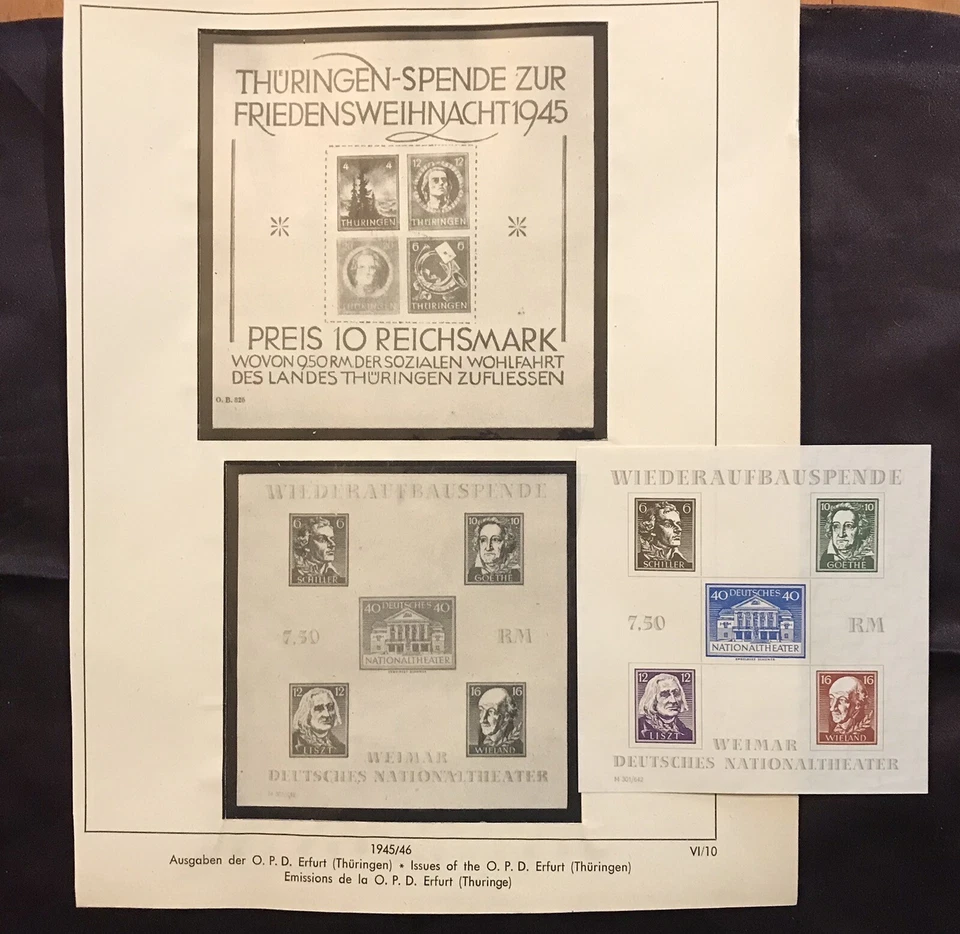 THÜRINGEN-SPENDE ZUR
FRIEDENSWEIHNACHT 1945
4 4
THÜRINGEN
12 12
THÜRINGEN
THÜRINGEN
6 6
THÜRINGEN
PREIS 10 REICHSMARK
WOVON 9.50 RM. DER SOZIALEN WOHLFAHRT
DES LANDES THÜRINGEN ZUFLIESSEN
O. B. 525
WIEDERAUFBAUSPENDE
6 6
SCHILLER
10 10
GOETHE
7.50
40 DEUTSCHES 40
NATIONALTHEATER
RM
12 12
LISZT
16 16
WIELAND
WEIMAR
DEUTSCHES NATIONALTHEATER
WIEDERAUFBAUSPENDE
6 6
SCHILLER
10 10
GOETHE
7.50
40 DEUTSCHES 40
NATIONALTHEATER
RM
12 12
LISZT
16 16
WIELAND
WEIMAR
DEUTSCHES NATIONALTHEATER
1945/46
VI/10
Ausgaben der O. P. D. Erfurt (Thüringen) • Issues of the O. P. D. Erfurt (Thüringen)
Emissions de la O. P. D. Erfurt (Thuringe)